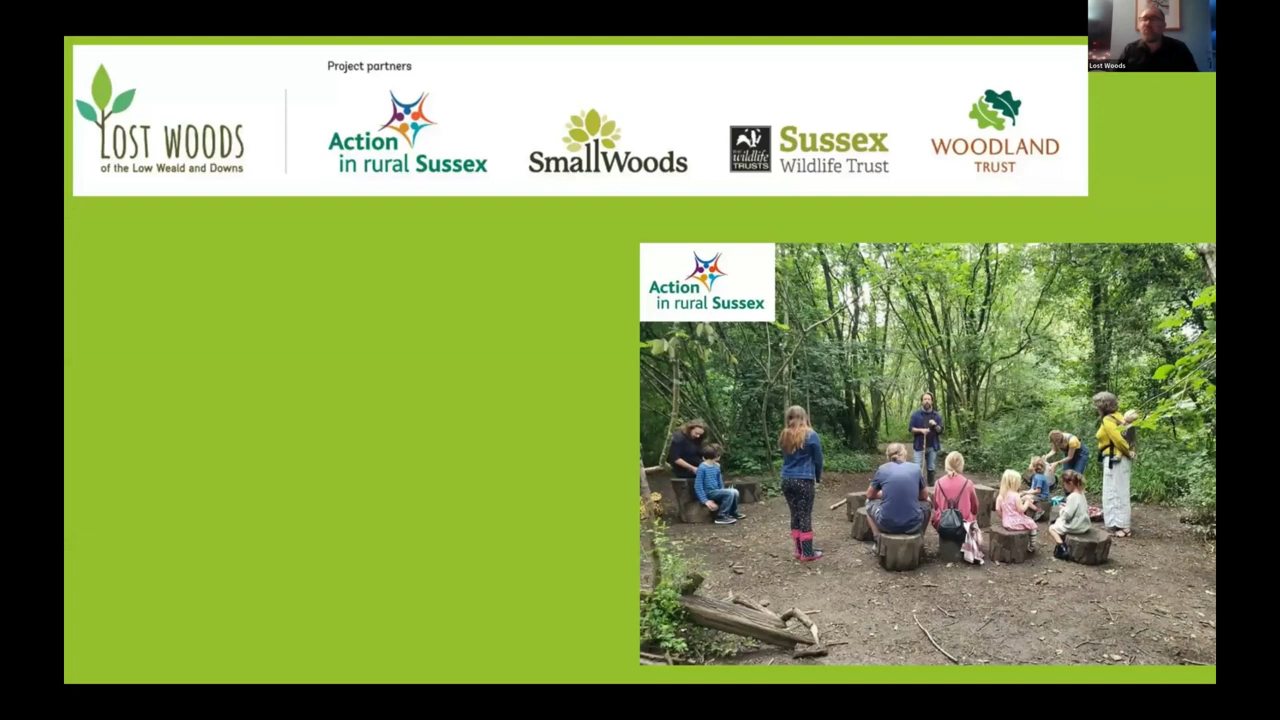 Project partners
LOST WOODS
of the Low Weald and Downs
Action
in rural Sussex
SmallWoods
THE
wildlife
TRUSTS
Sussex
Wildlife Trust
WOODLAND
TRUST
Lost Woods
Action
in rural Sussex